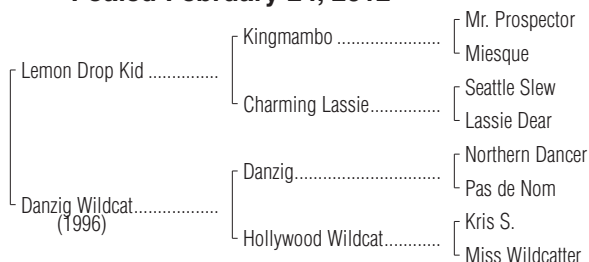 Foaled February 24, 2012
Mr. Prospector
Kingmambo .....................
Miesque
Lemon Drop Kid ..............
Seattle Slew
Charming Lassie..............
Lassie Dear
Northern Dancer
Danzig.............................
Pas de Nom
Danzig Wildcat.................
(1996)
Kris S.
Hollywood Wildcat...........
Miss Wildcatter